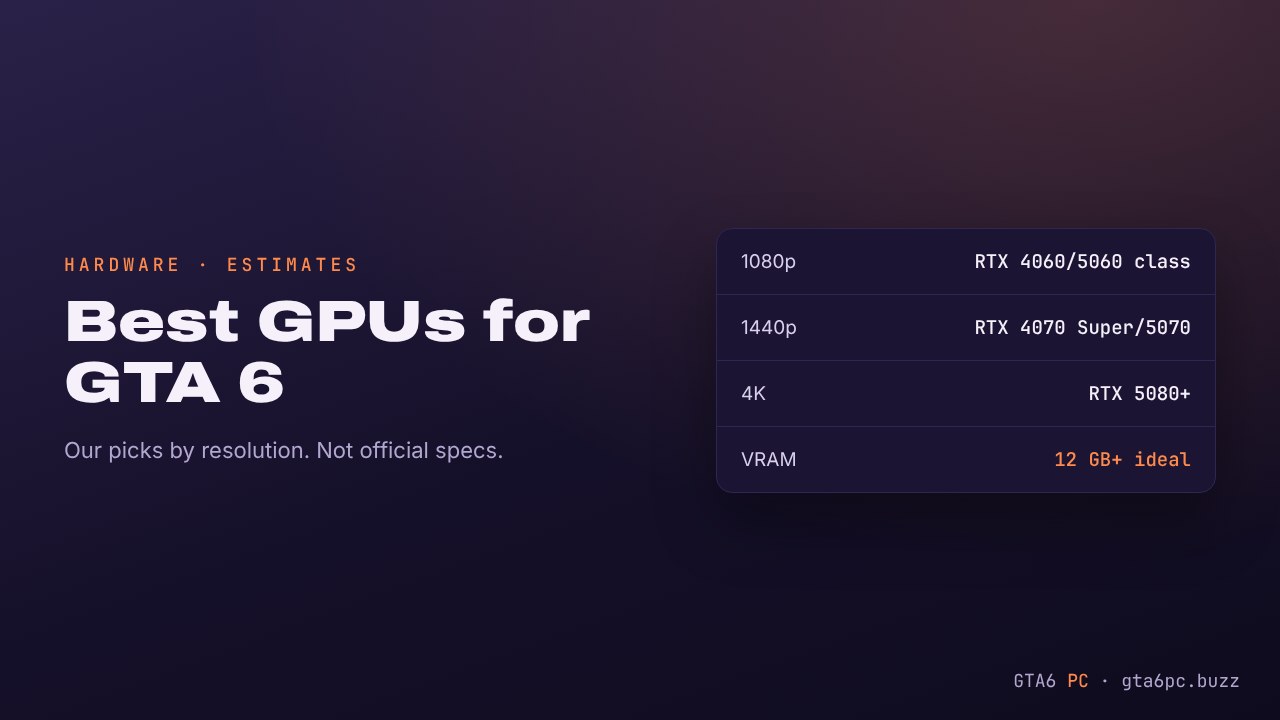 HARDWARE · ESTIMATES
Best GPUs for
GTA 6
Our picks by resolution. Not official specs.
1080p RTX 4060/5060 class
1440p RTX 4070 Super/5070
4K RTX 5080+
VRAM 12 GB+ ideal
GTA6 PC · gta6pc.buzz